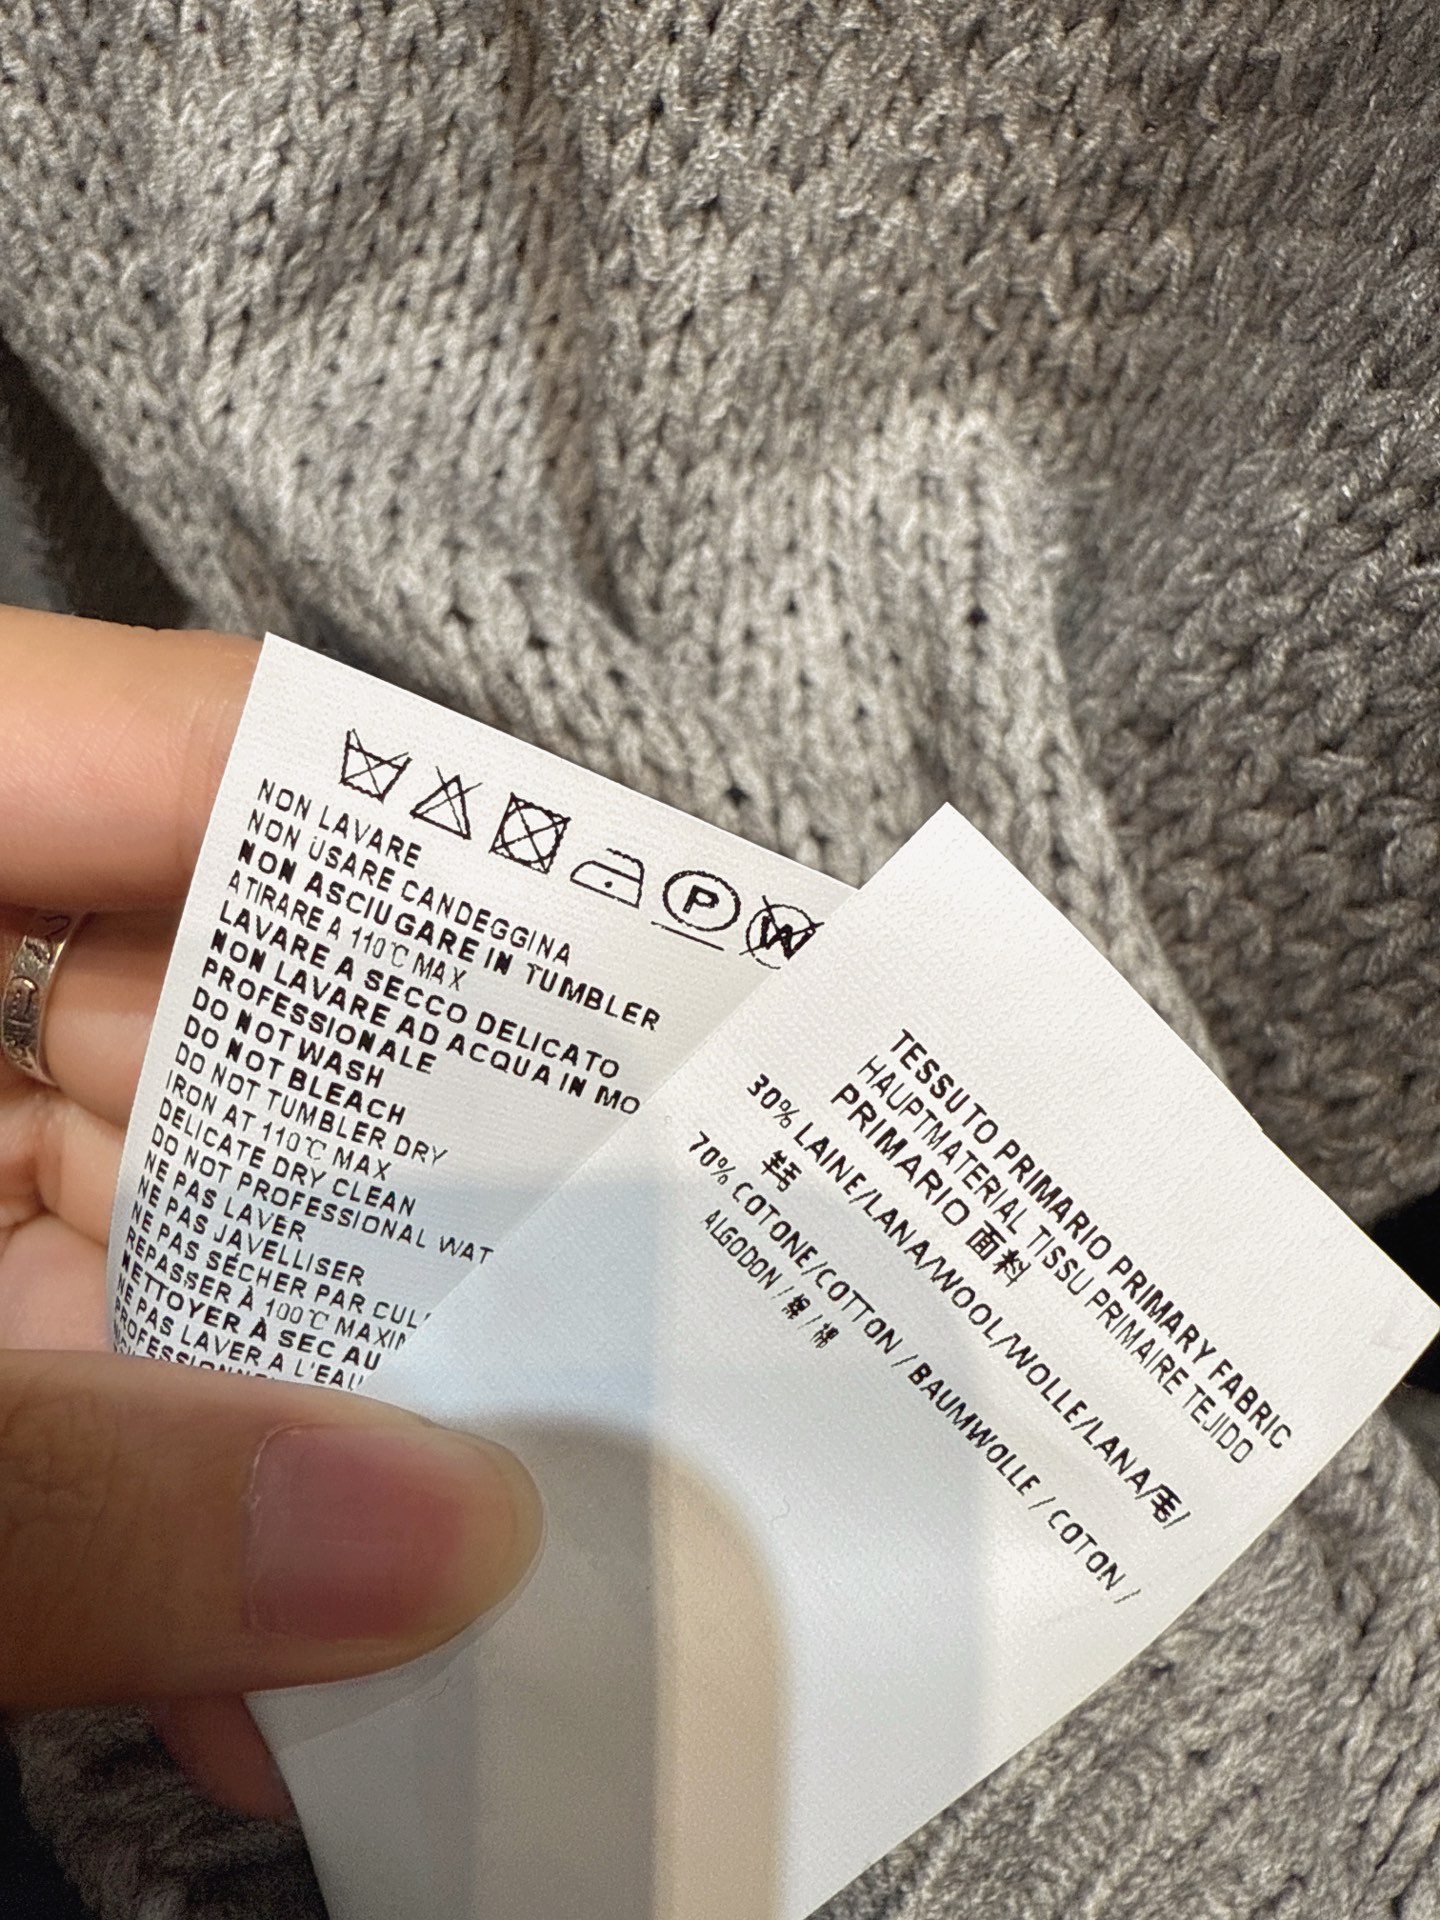 P
W
NON LAVARE
NON USARE CANDEGGINA
NON ASCIUGARE IN TUMBLER
A TIRARE A 110°C MAX
LAVARE A SECCO DELICATO
NON LAVARE AD ACQUA IN MO
PROFESSIONALE
DO NOT WASH
DO NOT BLEACH
DO NOT TUMBLER DRY
IRON AT 110°C MAX
DELICATE DRY CLEAN
DO NOT PROFESSIONAL WAT
NE PAS LAVER
NE PAS JAVELLISER
NE PAS SÉCHER PAR CUL
REPASSER À 100°C MAXIM
NETTOYER À SEC AU
NE PAS LAVER A L'EAU
TESSUTO PRIMARIO PRIMARY FABRIC
HAUPTMATERIAL TISSU PRIMAIRE TEJIDO
PRIMARIO 面料
30% LAINE/LANA/WOOL/WOLLE/LANA/毛/
羊毛
70% COTONE/COTTON / BAUMWOLLE / COTON /
ALGODON / 綿 / 棉